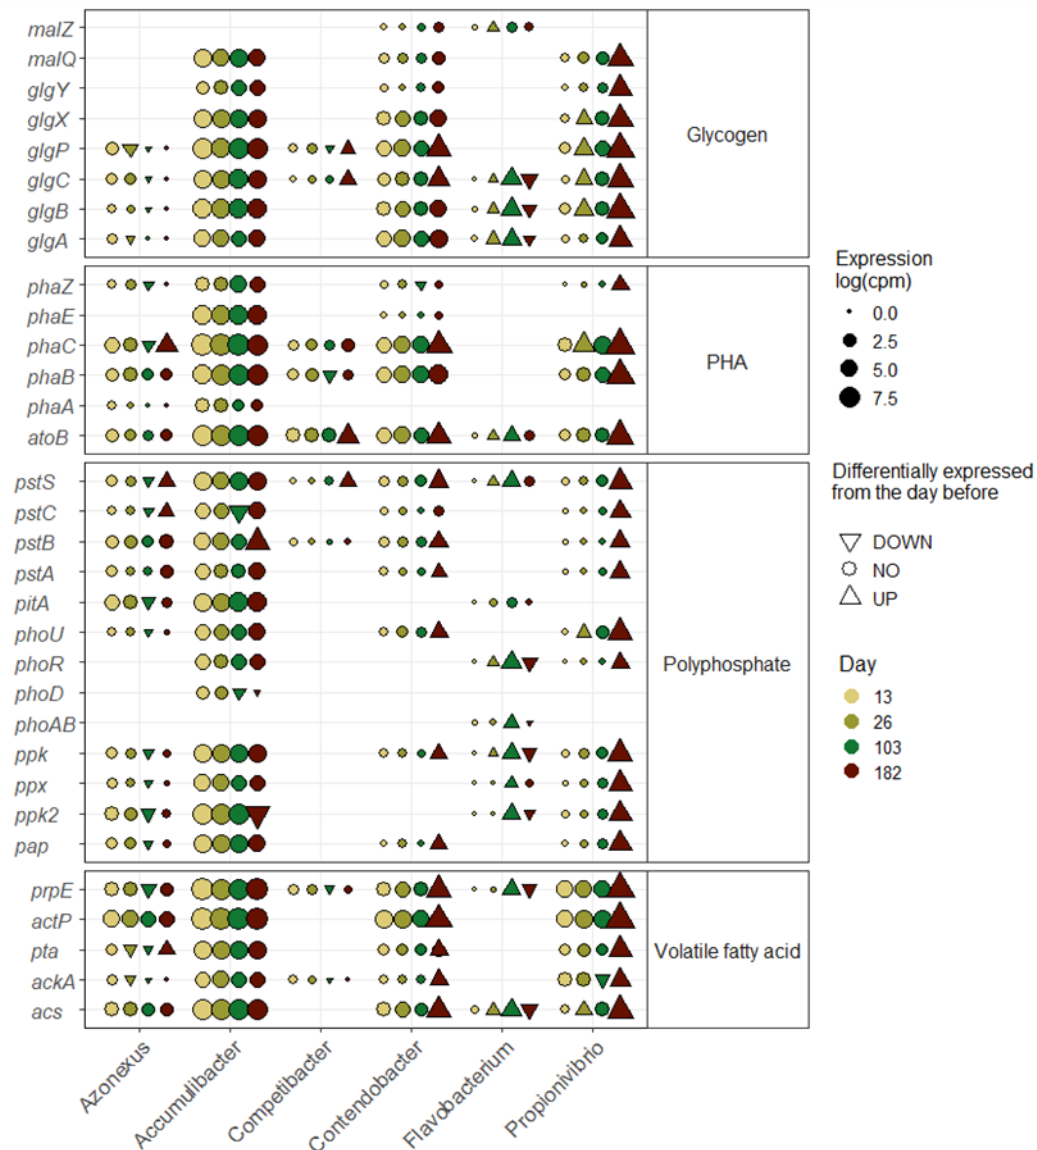 malZ
malQ
glgY
glgX
glgP
glgC
glgB
glgA
Glycogen
phaZ
phaE
phaC
phaB
phaA
atoB
PHA
pstS
pstC
pstB
pstA
pitA
phoU
phoR
phoD
phoAB
ppk
ppx
ppk2
pap
Polyphosphate
prpE
actP
pta
ackA
acs
Volatile fatty acid
Azonexus
Accumulibacter
Competibacter
Contendobacter
Flavobacterium
Propionivibrio
Expression
log(cpm)
0.0
2.5
5.0
7.5
Differentially expressed
from the day before
DOWN
NO
UP
Day
13
26
103
182